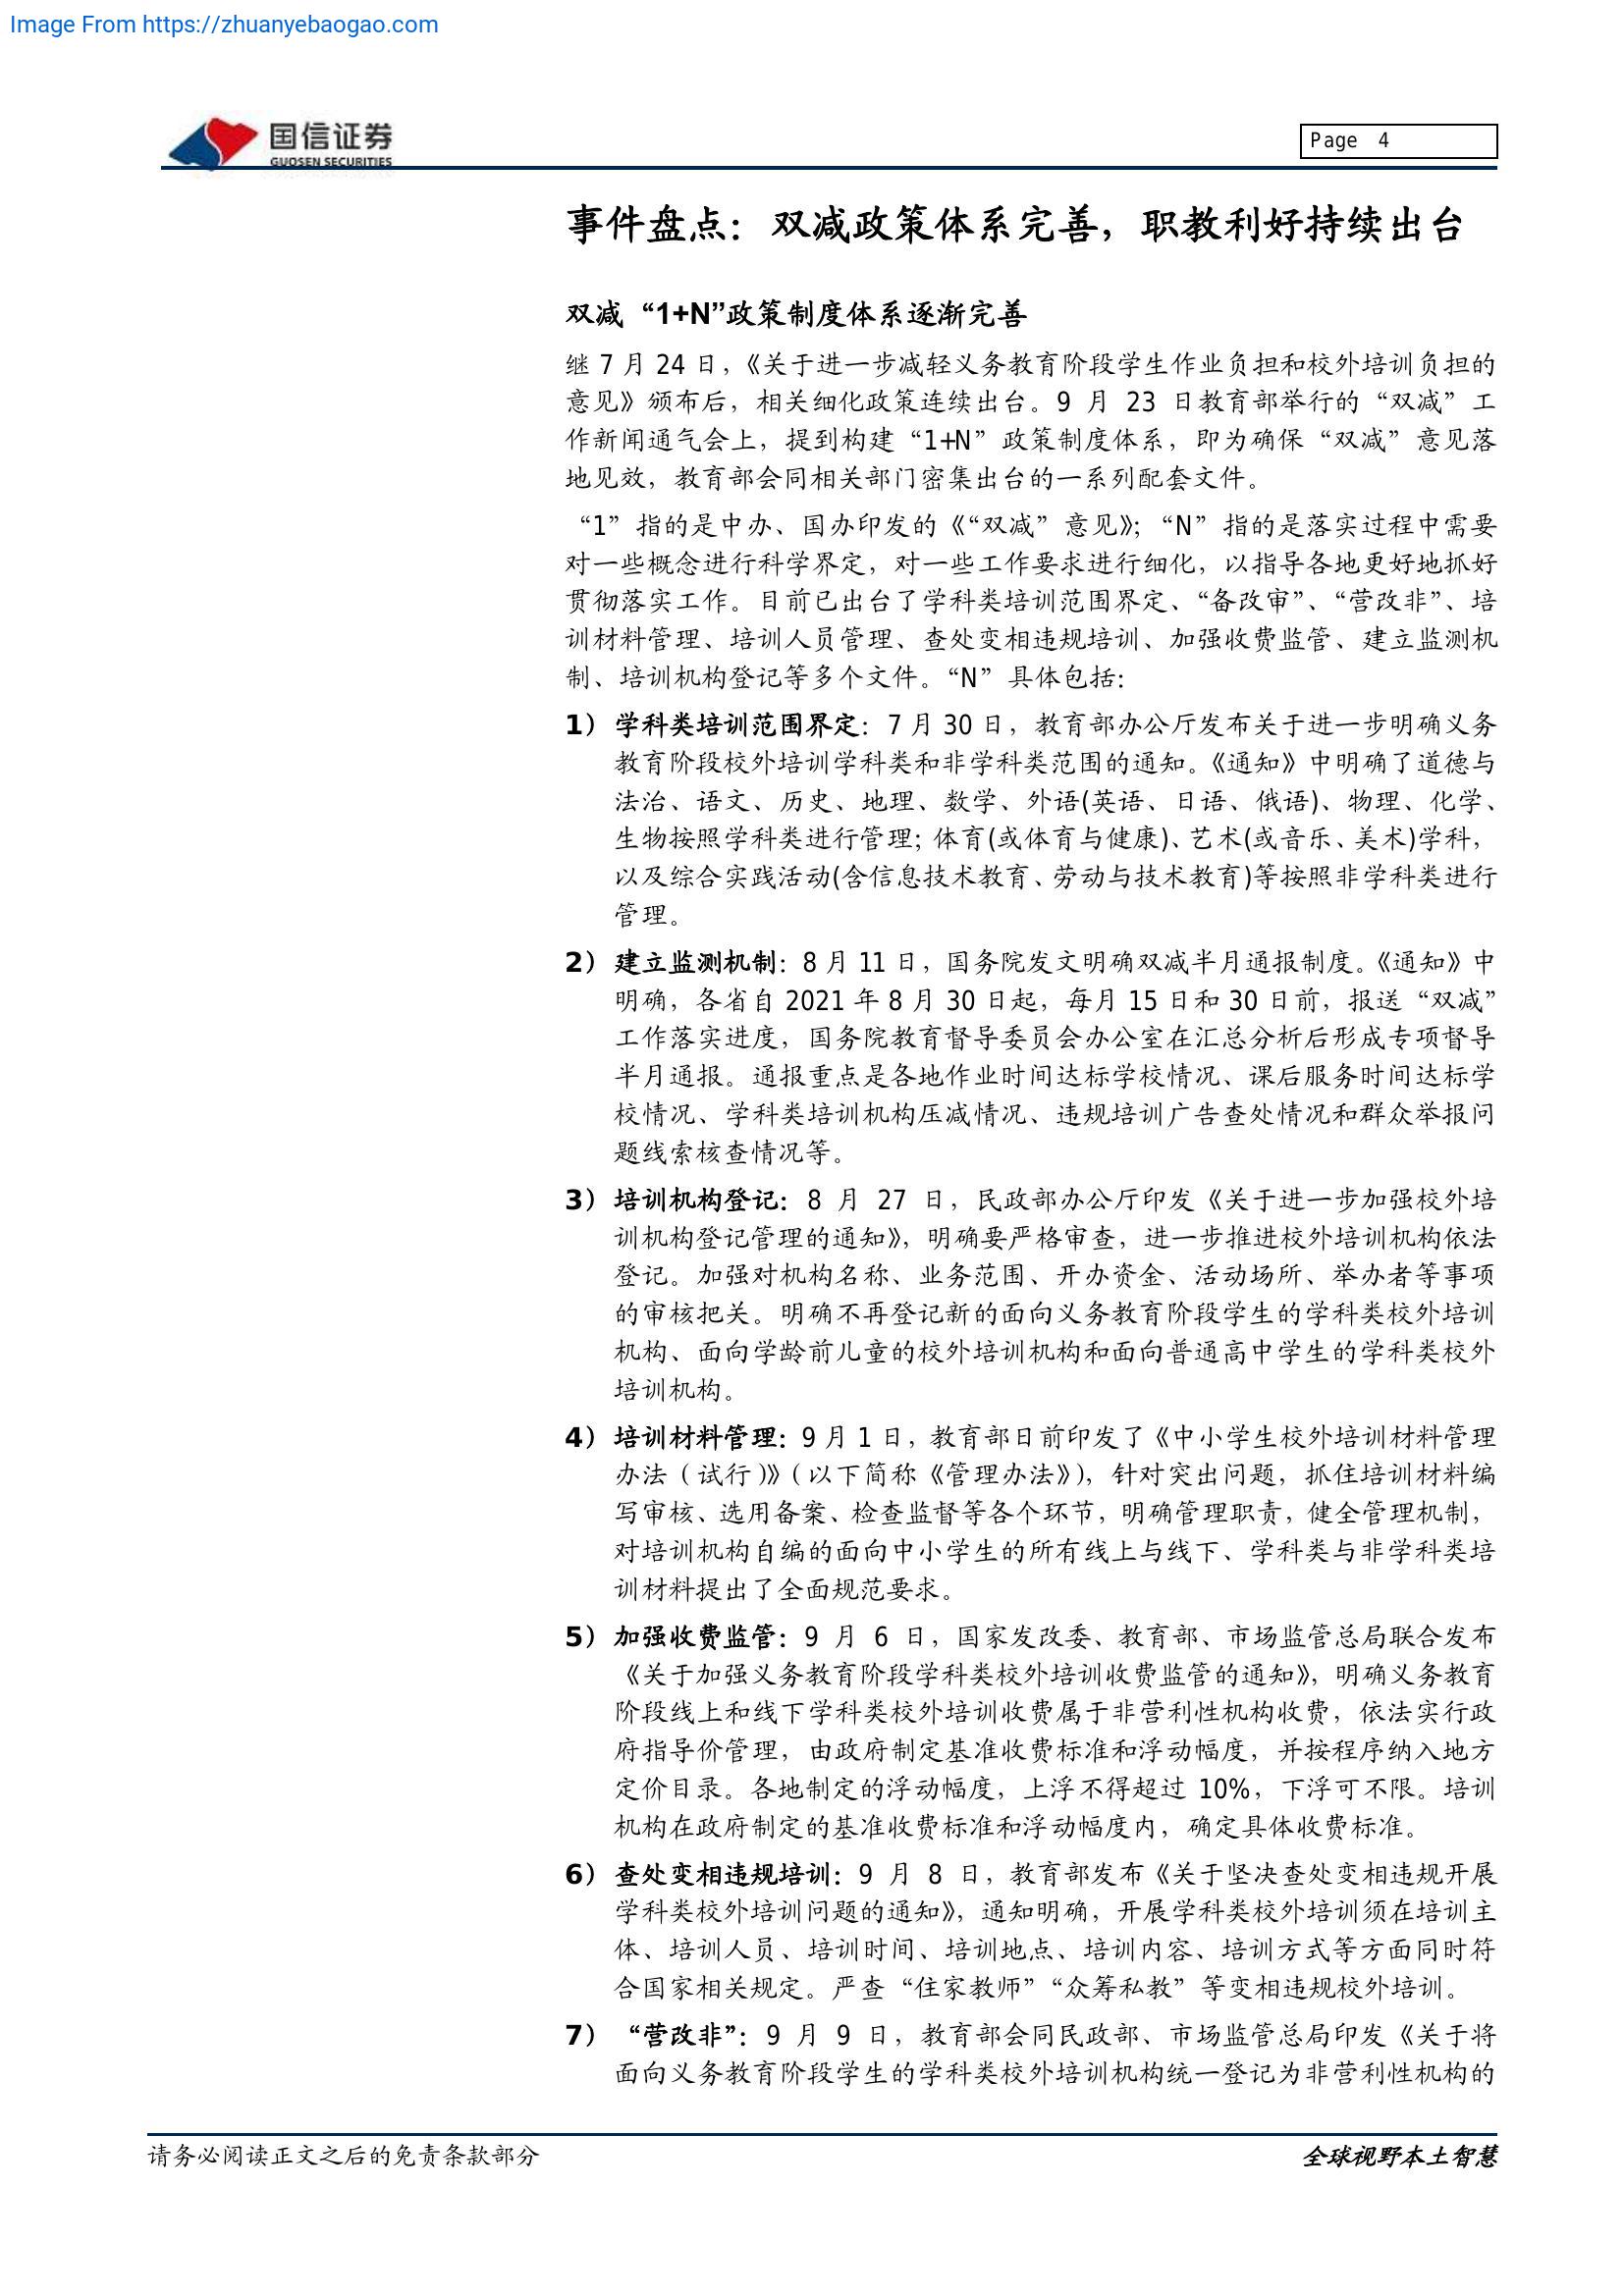 Image From https://zhuanyebaogao.com
国信证券
GUOSEN SECURITIES
Page 4
事件盘点：双减政策体系完善，职教利好持续出台
双减“1+N”政策制度体系逐渐完善
继 7 月 24 日，《关于进一步减轻义务教育阶段学生作业负担和校外培训负担的
意见》颁布后，相关细化政策连续出台。9 月 23 日教育部举行的“双减”工
作新闻通气会上，提到构建“1+N”政策制度体系，即为确保“双减”意见落
地见效，教育部会同相关部门密集出台的一系列配套文件。
“1”指的是中办、国办印发的《“双减”意见》；“N”指的是落实过程中需要
对一些概念进行科学界定，对一些工作要求进行细化，以指导各地更好地抓好
贯彻落实工作。目前已出台了学科类培训范围界定、“备改审”、“营改非”、培
训材料管理、培训人员管理、查处变相违规培训、加强收费监管、建立监测机
制、培训机构登记等多个文件。“N”具体包括：
1）学科类培训范围界定：7 月 30 日，教育部办公厅发布关于进一步明确义务
教育阶段校外培训学科类和非学科类范围的通知。《通知》中明确了道德与
法治、语文、历史、地理、数学、外语(英语、日语、俄语)、物理、化学、
生物按照学科类进行管理；体育(或体育与健康)、艺术(或音乐、美术)学科，
以及综合实践活动(含信息技术教育、劳动与技术教育)等按照非学科类进行
管理。
2）建立监测机制：8 月 11 日，国务院发文明确双减半月通报制度。《通知》中
明确，各省自 2021 年 8 月 30 日起，每月 15 日和 30 日前，报送“双减”
工作落实进度，国务院教育督导委员会办公室在汇总分析后形成专项督导
半月通报。通报重点是各地作业时间达标学校情况、课后服务时间达标学
校情况、学科类培训机构压减情况、违规培训广告查处情况和群众举报问
题线索核查情况等。
3）培训机构登记：8 月 27 日，民政部办公厅印发《关于进一步加强校外培
训机构登记管理的通知》，明确要严格审查，进一步推进校外培训机构依法
登记。加强对机构名称、业务范围、开办资金、活动场所、举办者等事项
的审核把关。明确不再登记新的面向义务教育阶段学生的学科类校外培训
机构、面向学龄前儿童的校外培训机构和面向普通高中学生的学科类校外
培训机构。
4）培训材料管理：9 月 1 日，教育部日前印发了《中小学生校外培训材料管理
办法（试行）》（以下简称《管理办法》），针对突出问题，抓住培训材料编
写审核、选用备案、检查监督等各个环节，明确管理职责，健全管理机制，
对培训机构自编的面向中小学生的所有线上与线下、学科类与非学科类培
训材料提出了全面规范要求。
5）加强收费监管：9 月 6 日，国家发改委、教育部、市场监管总局联合发布
《关于加强义务教育阶段学科类校外培训收费监管的通知》，明确义务教育
阶段线上和线下学科类校外培训收费属于非营利性机构收费，依法实行政
府指导价管理，由政府制定基准收费标准和浮动幅度，并按程序纳入地方
定价目录。各地制定的浮动幅度，上浮不得超过 10%，下浮可不限。培训
机构在政府制定的基准收费标准和浮动幅度内，确定具体收费标准。
6）查处变相违规培训：9 月 8 日，教育部发布《关于坚决查处变相违规开展
学科类校外培训问题的通知》，通知明确，开展学科类校外培训须在培训主
体、培训人员、培训时间、培训地点、培训内容、培训方式等方面同时符
合国家相关规定。严查“住家教师”“众筹私教”等变相违规校外培训。
7）“营改非”：9 月 9 日，教育部会同民政部、市场监管总局印发《关于将
面向义务教育阶段学生的学科类校外培训机构统一登记为非营利性机构的
请务必阅读正文之后的免责条款部分
全球视野本土智慧